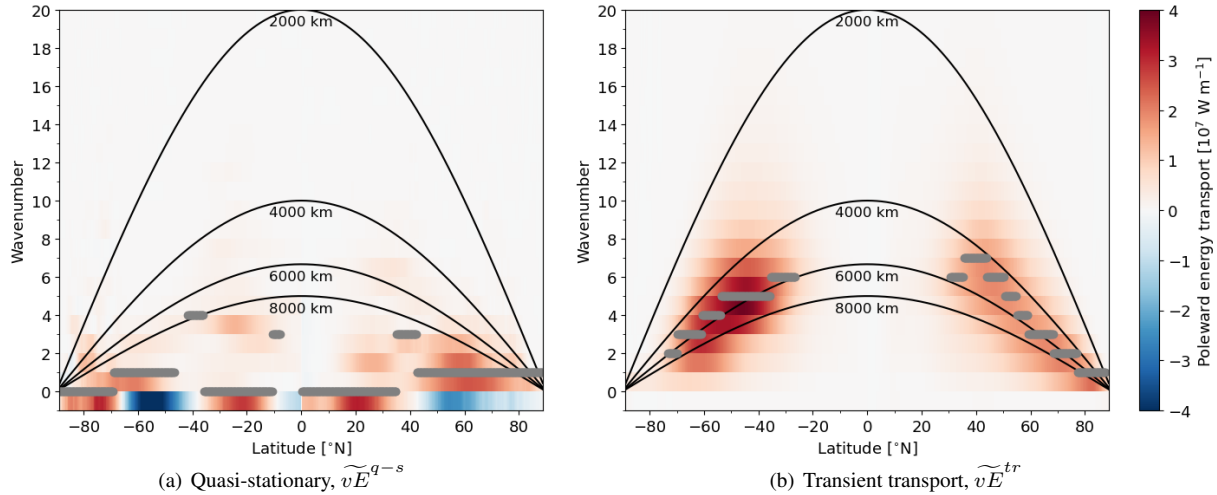 20
18
16
14
12
10
8
6
4
2
0
Wavenumber
2000 km
4000 km
6000 km
8000 km
−80 −60 −40 −20 0 20 40 60 80
Latitude [°N]
(a) Quasi-stationary, $\widetilde{vE}^{q-s}$
20
18
16
14
12
10
8
6
4
2
0
Wavenumber
2000 km
4000 km
6000 km
8000 km
−80 −60 −40 −20 0 20 40 60 80
Latitude [°N]
(b) Transient transport, $\widetilde{vE}^{tr}$
4
3
2
1
0
−1
−2
−3
−4
Poleward energy transport [10⁷ W m⁻¹]